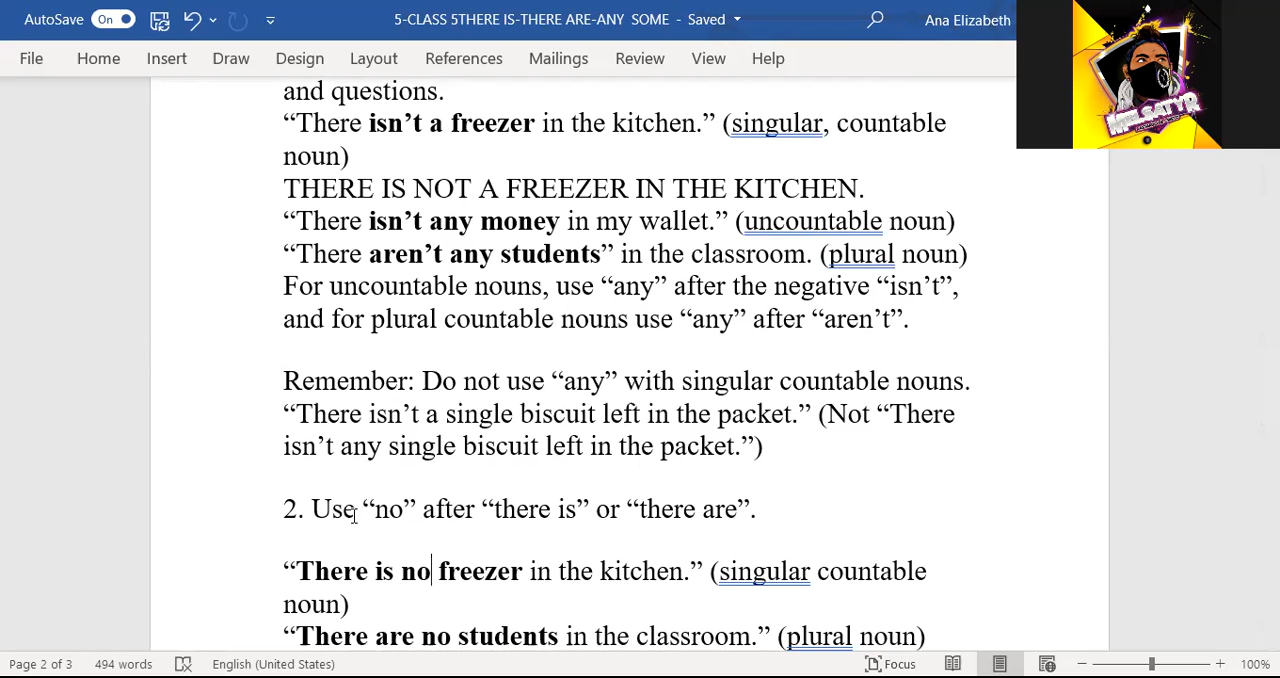 AutoSave On 5-CLASS 5THERE IS-THERE ARE-ANY SOME - Saved Ana Elizabeth
File Home Insert Draw Design Layout References Mailings Review View Help
NHLSATYR
and questions.
“There isn’t a freezer in the kitchen.” (singular, countable
noun)
THERE IS NOT A FREEZER IN THE KITCHEN.
“There isn’t any money in my wallet.” (uncountable noun)
“There aren’t any students” in the classroom. (plural noun)
For uncountable nouns, use “any” after the negative “isn’t”,
and for plural countable nouns use “any” after “aren’t”.
Remember: Do not use “any” with singular countable nouns.
“There isn’t a single biscuit left in the packet.” (Not “There
isn’t any single biscuit left in the packet.”)
2. Use “no” after “there is” or “there are”.
“There is no freezer in the kitchen.” (singular countable
noun)
“There are no students in the classroom.” (plural noun)
Page 2 of 3 494 words English (United States) Focus 100%